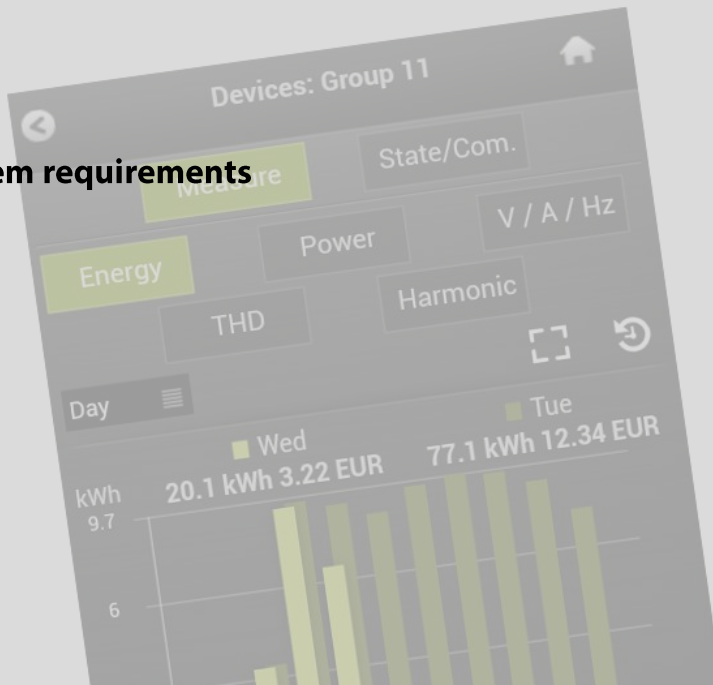 Devices: Group 11
em requirements
Measure
State/Com.
Energy
Power
V / A / Hz
THD
Harmonic
Day
Wed
Tue
20.1 kWh 3.22 EUR
77.1 kWh 12.34 EUR
kWh
9.7
6